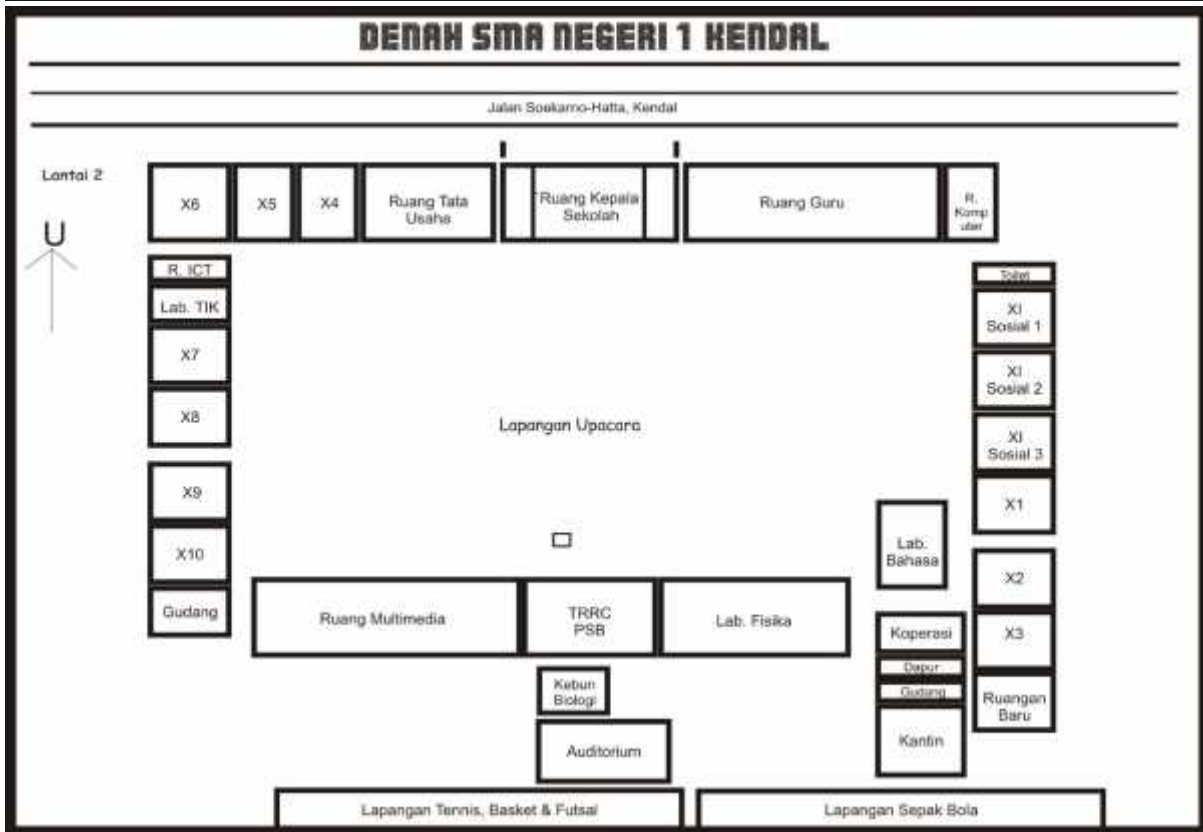 DENAH SMA NEGERI 1 KENDAL
Jalan Soekarno-Hatta, Kendal
Lantai 2
U
X6
X5
X4
Ruang Tata
Usaha
Ruang Kepala
Sekolah
Ruang Guru
R.
Komp
uter
R. ICT
Lab. TIK
X7
X8
X9
X10
Gudang
Lapangan Upacara
Toilet
XI
Sosial 1
XI
Sosial 2
XI
Sosial 3
X1
X2
X3
Ruangan
Baru
Lab.
Bahasa
Koperasi
Dapur
Gudang
Kantin
Ruang Multimedia
TRRC
PSB
Lab. Fisika
Kebun
Biologi
Auditorium
Lapangan Tennis, Basket & Futsal
Lapangan Sepak Bola